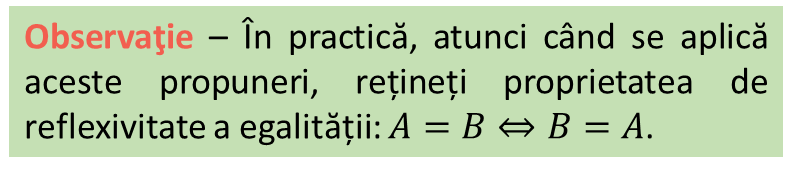 Observaţie – În practică, atunci când se aplică
aceste propuneri, rețineți proprietatea de
reflexivitate a egalității: 𝐴 = 𝐵 ⇔ 𝐵 = 𝐴.